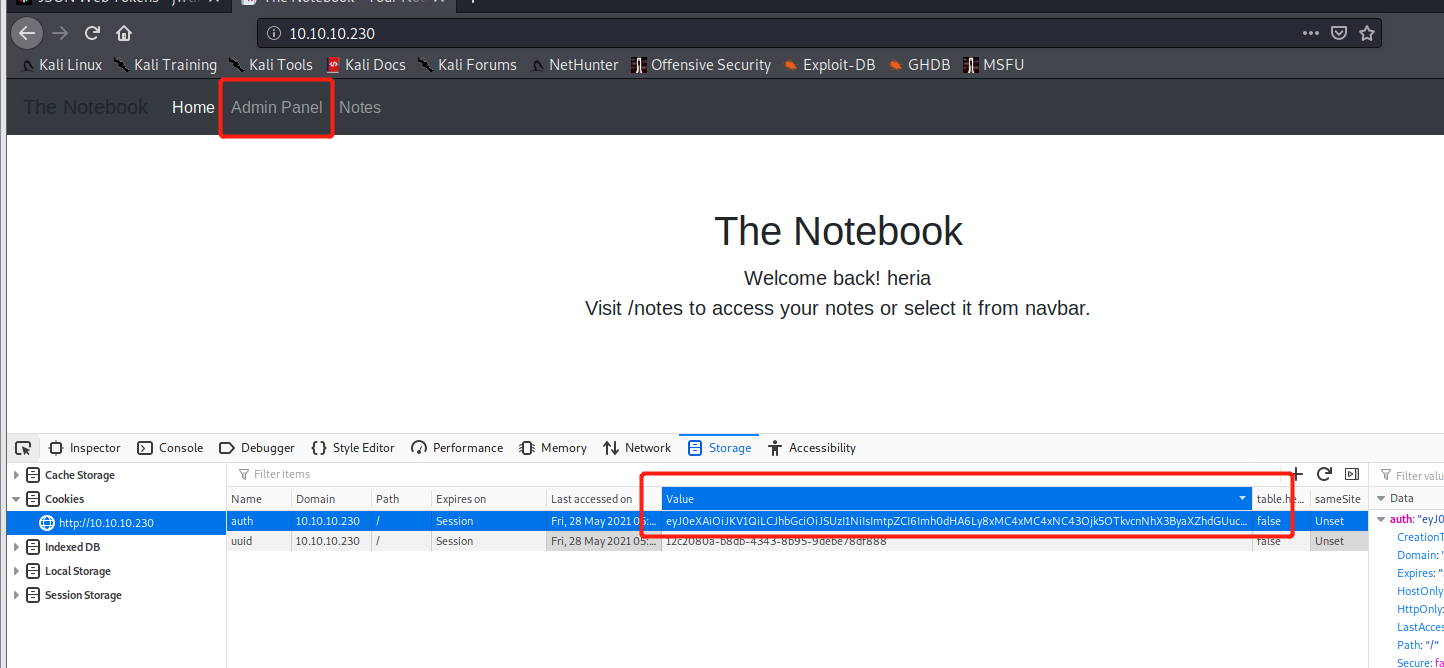 JSON Web Tokens - jwt. The Notebook - Your No
10.10.10.230
Kali Linux Kali Training Kali Tools Kali Docs Kali Forums NetHunter Offensive Security Exploit-DB GHDB MSFU
The Notebook Home Admin Panel Notes
The Notebook
Welcome back! heria
Visit /notes to access your notes or select it from navbar.
Inspector Console Debugger Style Editor Performance Memory Network Storage Accessibility
Cache Storage Filter items Filter valu
Cookies Name Domain Path Expires on Last accessed on Value table.he... sameSite Data
http://10.10.10.230 auth 10.10.10.230 / Session Fri, 28 May 2021 05:... false Unset auth: "eyJ0
uuid 10.10.10.230 / Session Fri, 28 May 2021 05:... 12c2080a-b8db-4343-8b95-9debe78df888 false Unset CreationT
Indexed DB Domain: "
Local Storage Expires: "
Session Storage HostOnly
HttpOnly:
LastAcces
Path: "/"
Secure: fa